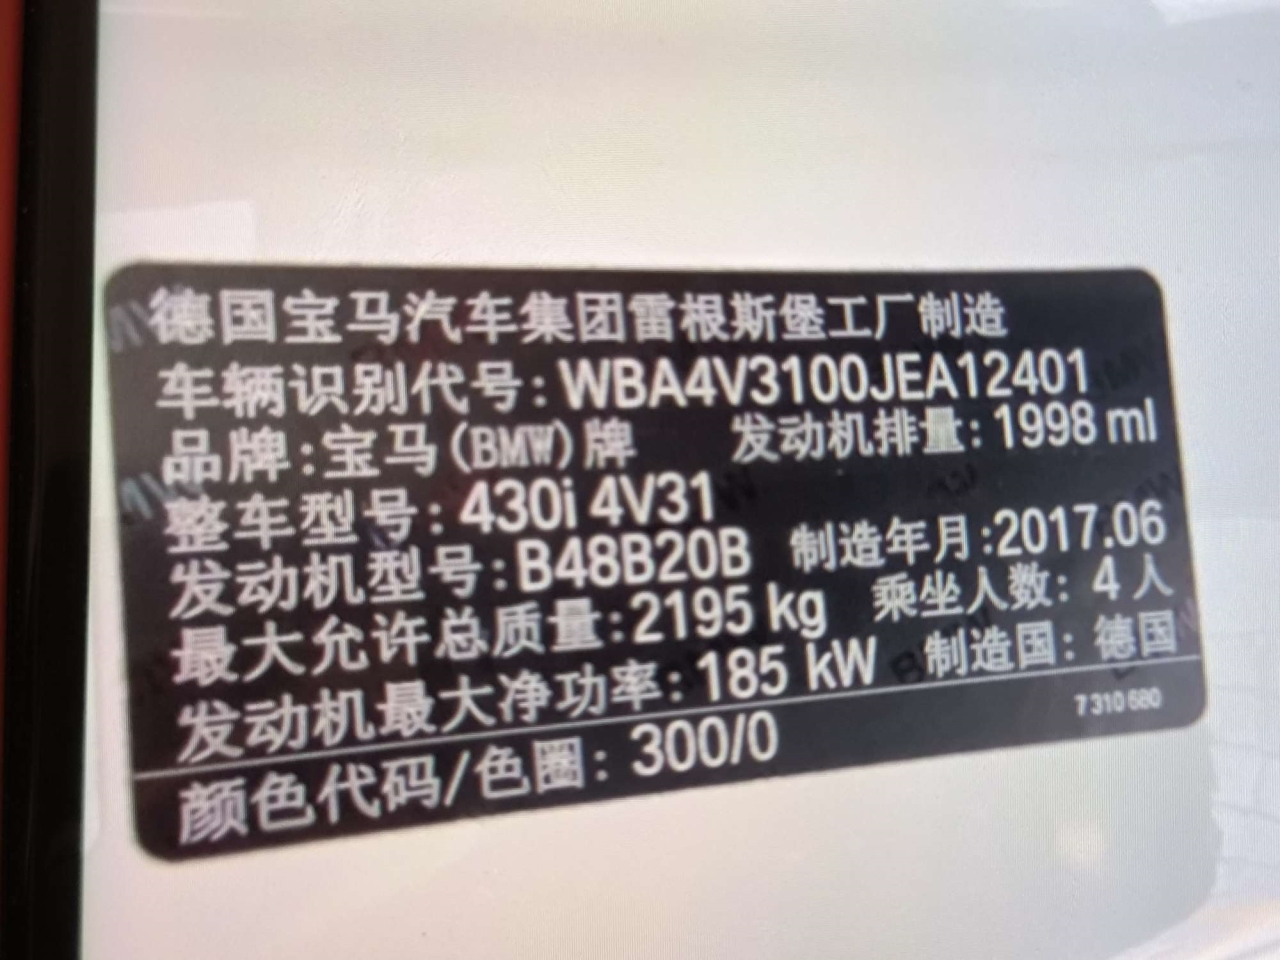 德国宝马汽车集团雷根斯堡工厂制造
车辆识别代号: WBA4V3100JEA12401
品牌:宝马(BMW)牌 发动机排量: 1998 ml
整车型号: 430i 4V31
发动机型号: B48B20B 制造年月:2017.06
最大允许总质量:2195 kg 乘坐人数: 4 人
发动机最大净功率: 185 kW 制造国: 德国
7 310 680
颜色代码/色圈: 300/0